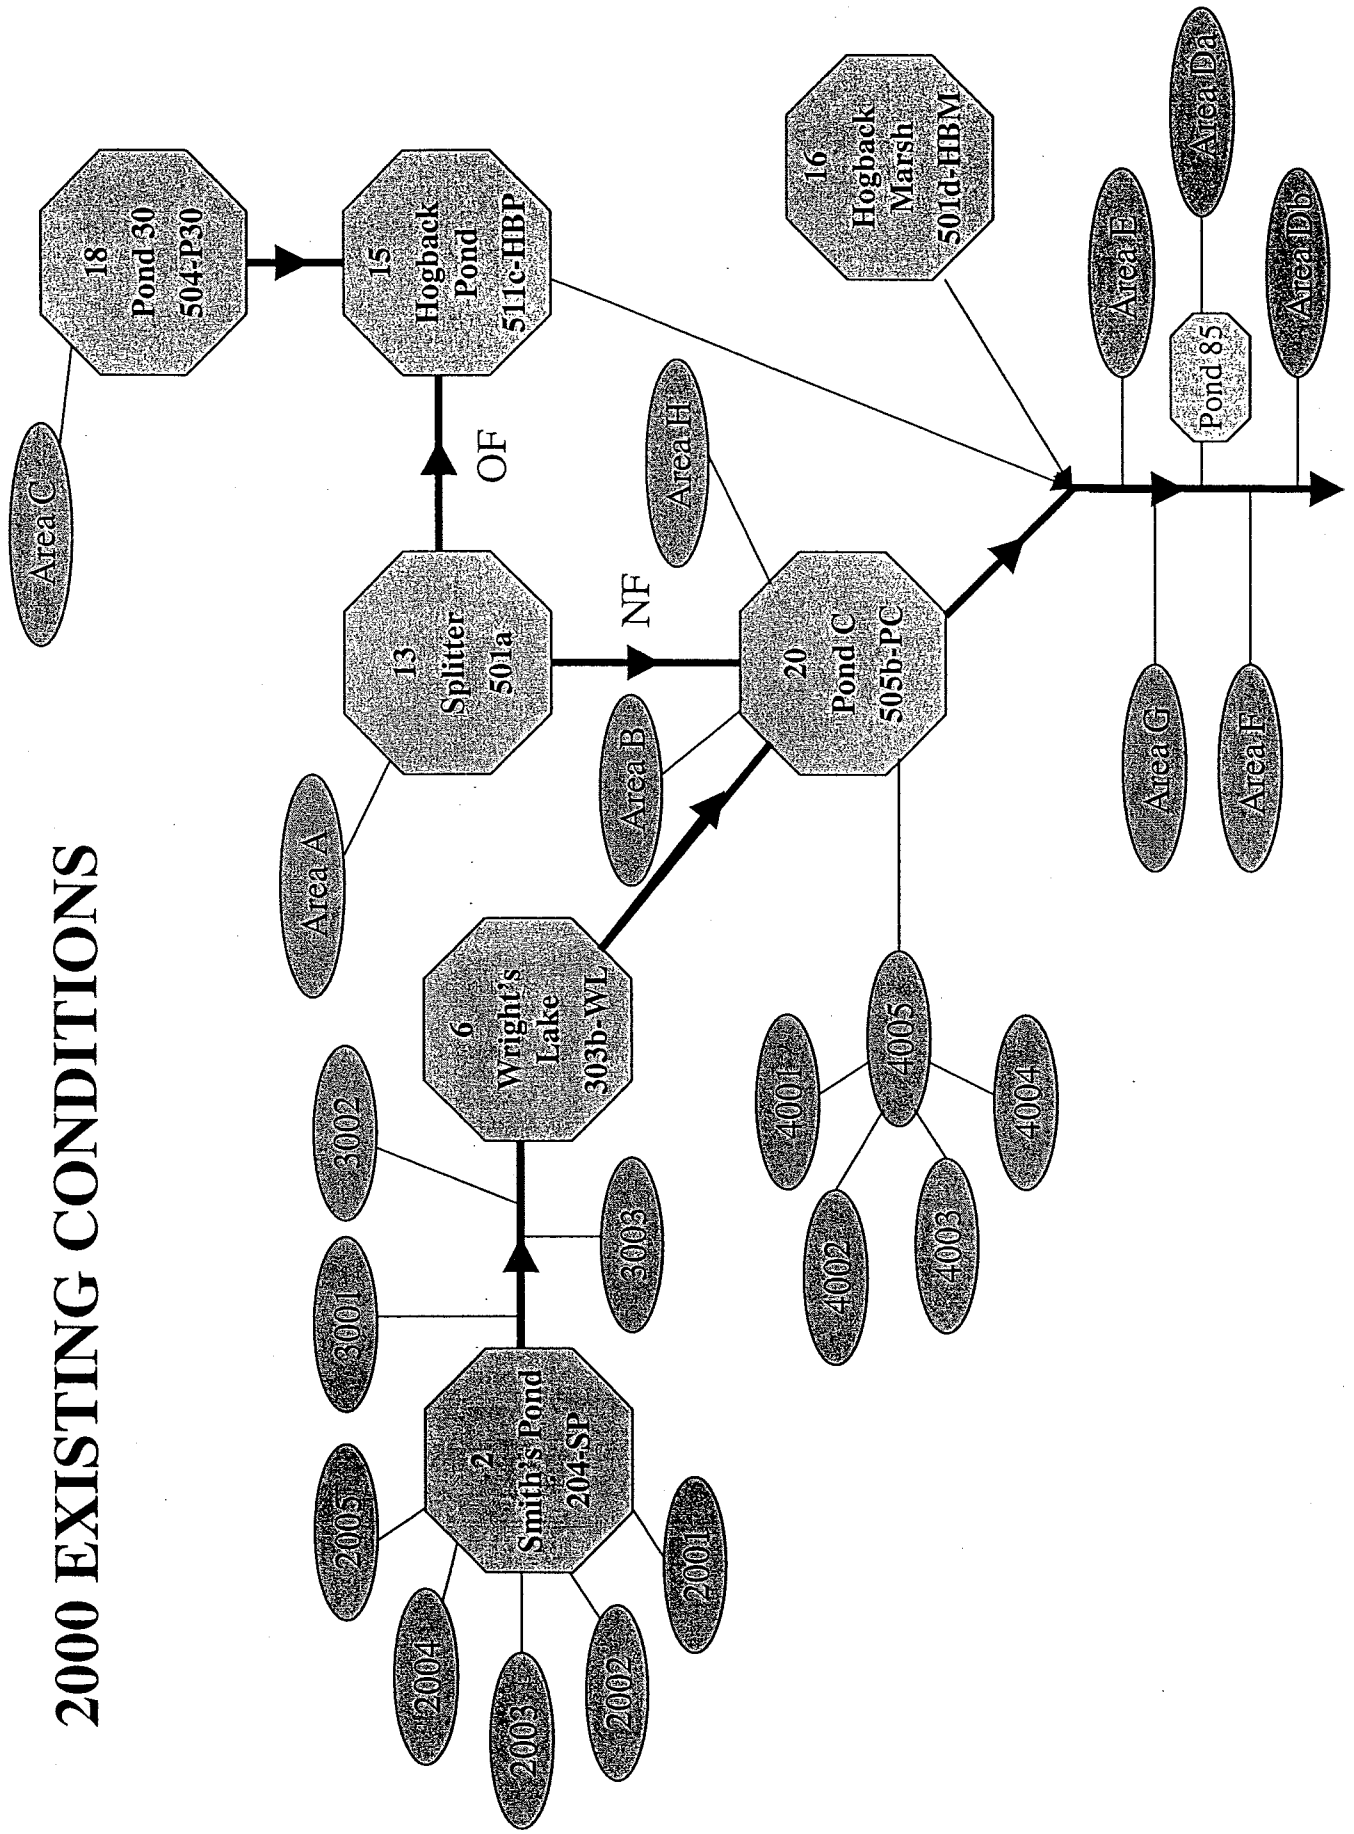 2000 EXISTING CONDITIONS
Area C
18
Pond 30
504-P30
Area A
13
Splitter
501a
OF
15
Hogback
Pond
511c-HBP
2005
3001
3002
2004
2003
2002
2001
2
Smith's Pond
204-SP
3003
6
Wright's
Lake
303b-WL
Area B
NF
Area H
20
Pond C
505b-PC
16
Hogback
Marsh
501d-HBM
4001
4002
4003
4004
4005
Area G
Area F
Area E
Pond 85
Area Da
Area Db